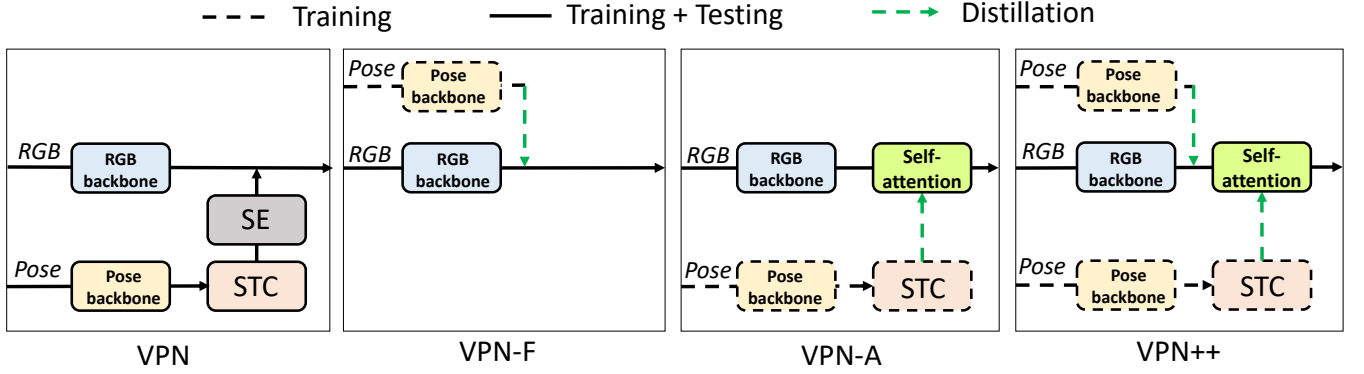 Training
Training + Testing
Distillation
RGB
RGB
backbone
SE
Pose
Pose
backbone
STC
VPN
Pose
Pose
backbone
RGB
RGB
backbone
VPN-F
RGB
RGB
backbone
Self-
attention
Pose
Pose
backbone
STC
VPN-A
Pose
Pose
backbone
RGB
RGB
backbone
Self-
attention
Pose
Pose
backbone
STC
VPN++